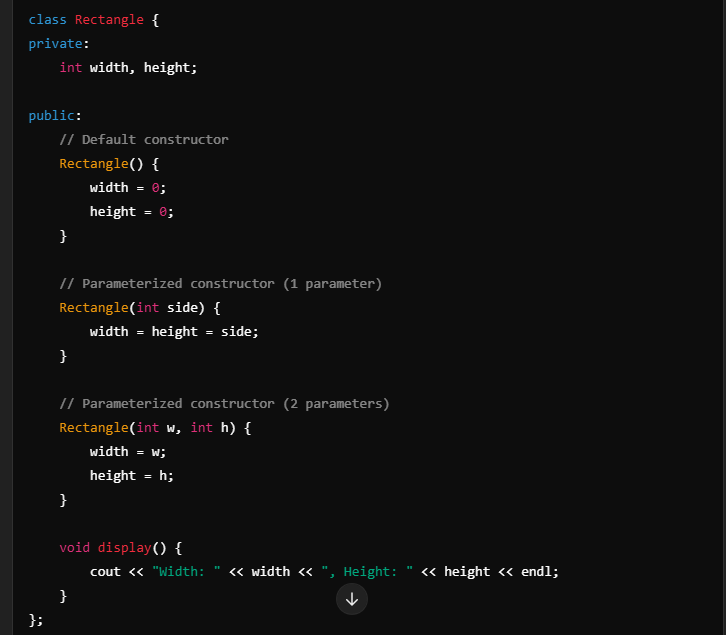 class Rectangle {
private:
    int width, height;

public:
    // Default constructor
    Rectangle() {
        width = 0;
        height = 0;
    }

    // Parameterized constructor (1 parameter)
    Rectangle(int side) {
        width = height = side;
    }

    // Parameterized constructor (2 parameters)
    Rectangle(int w, int h) {
        width = w;
        height = h;
    }

    void display() {
        cout << "Width: " << width << ", Height: " << height << endl;
    }
};